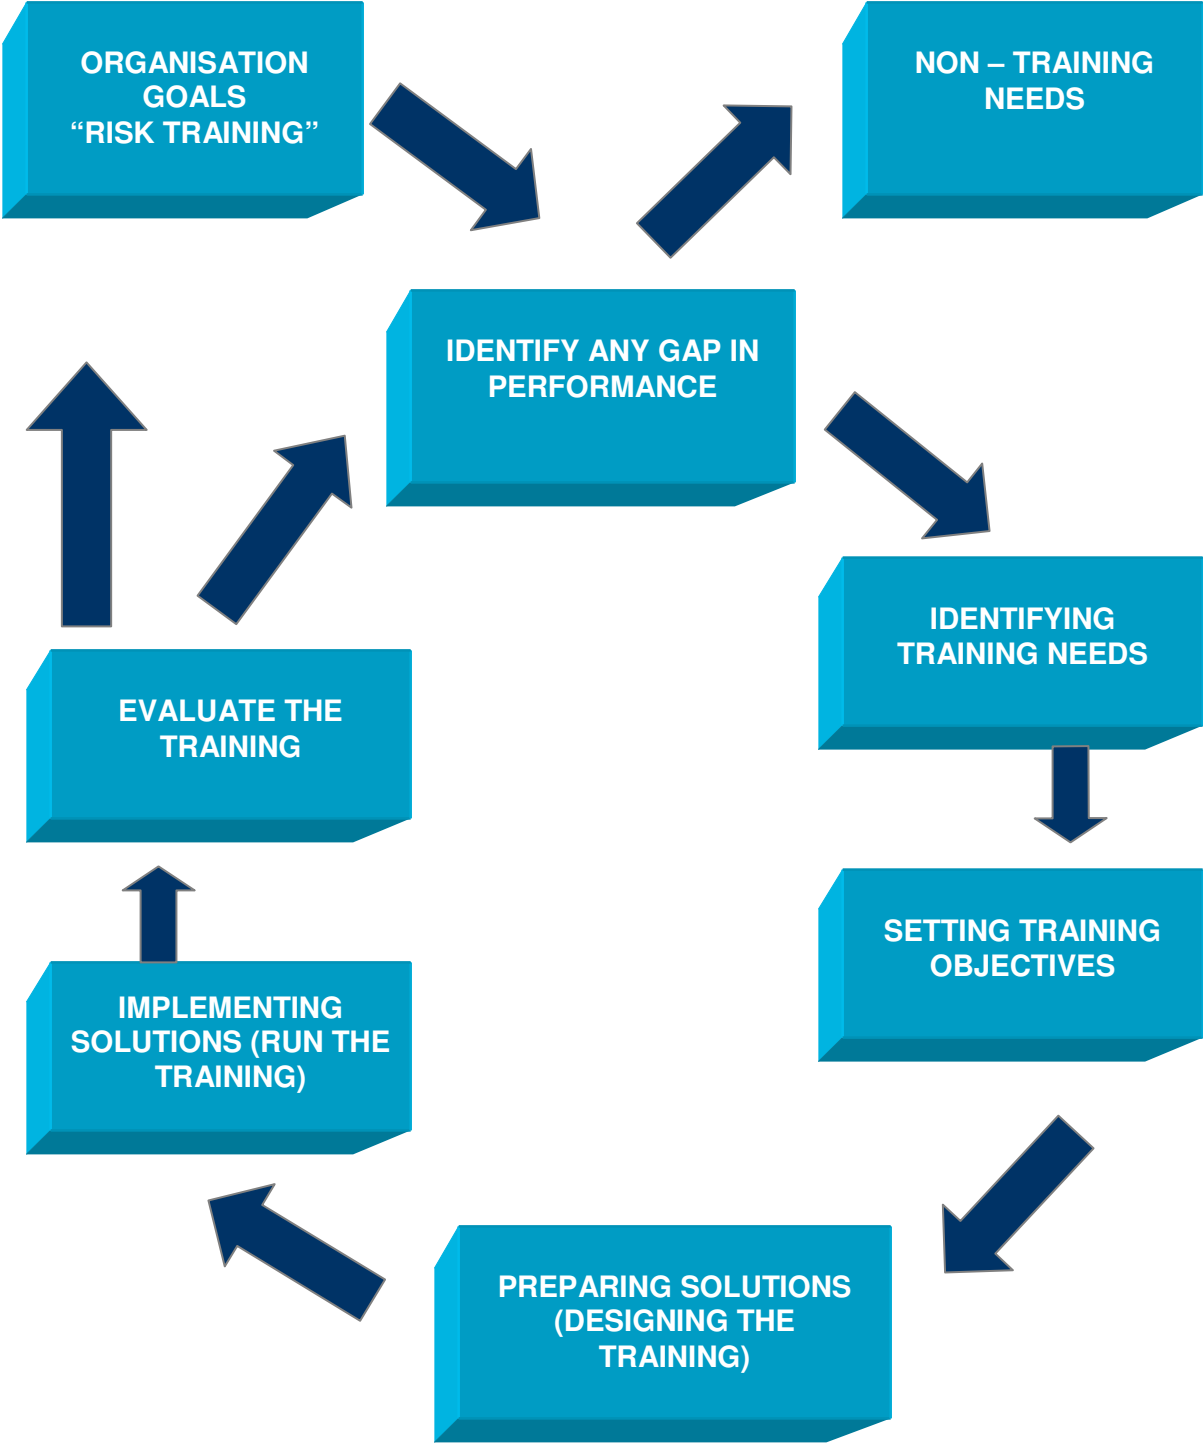 ORGANISATION
GOALS
“RISK TRAINING”
NON – TRAINING
NEEDS
IDENTIFY ANY GAP IN
PERFORMANCE
IDENTIFYING
TRAINING NEEDS
EVALUATE THE
TRAINING
SETTING TRAINING
OBJECTIVES
IMPLEMENTING
SOLUTIONS (RUN THE
TRAINING)
PREPARING SOLUTIONS
(DESIGNING THE
TRAINING)